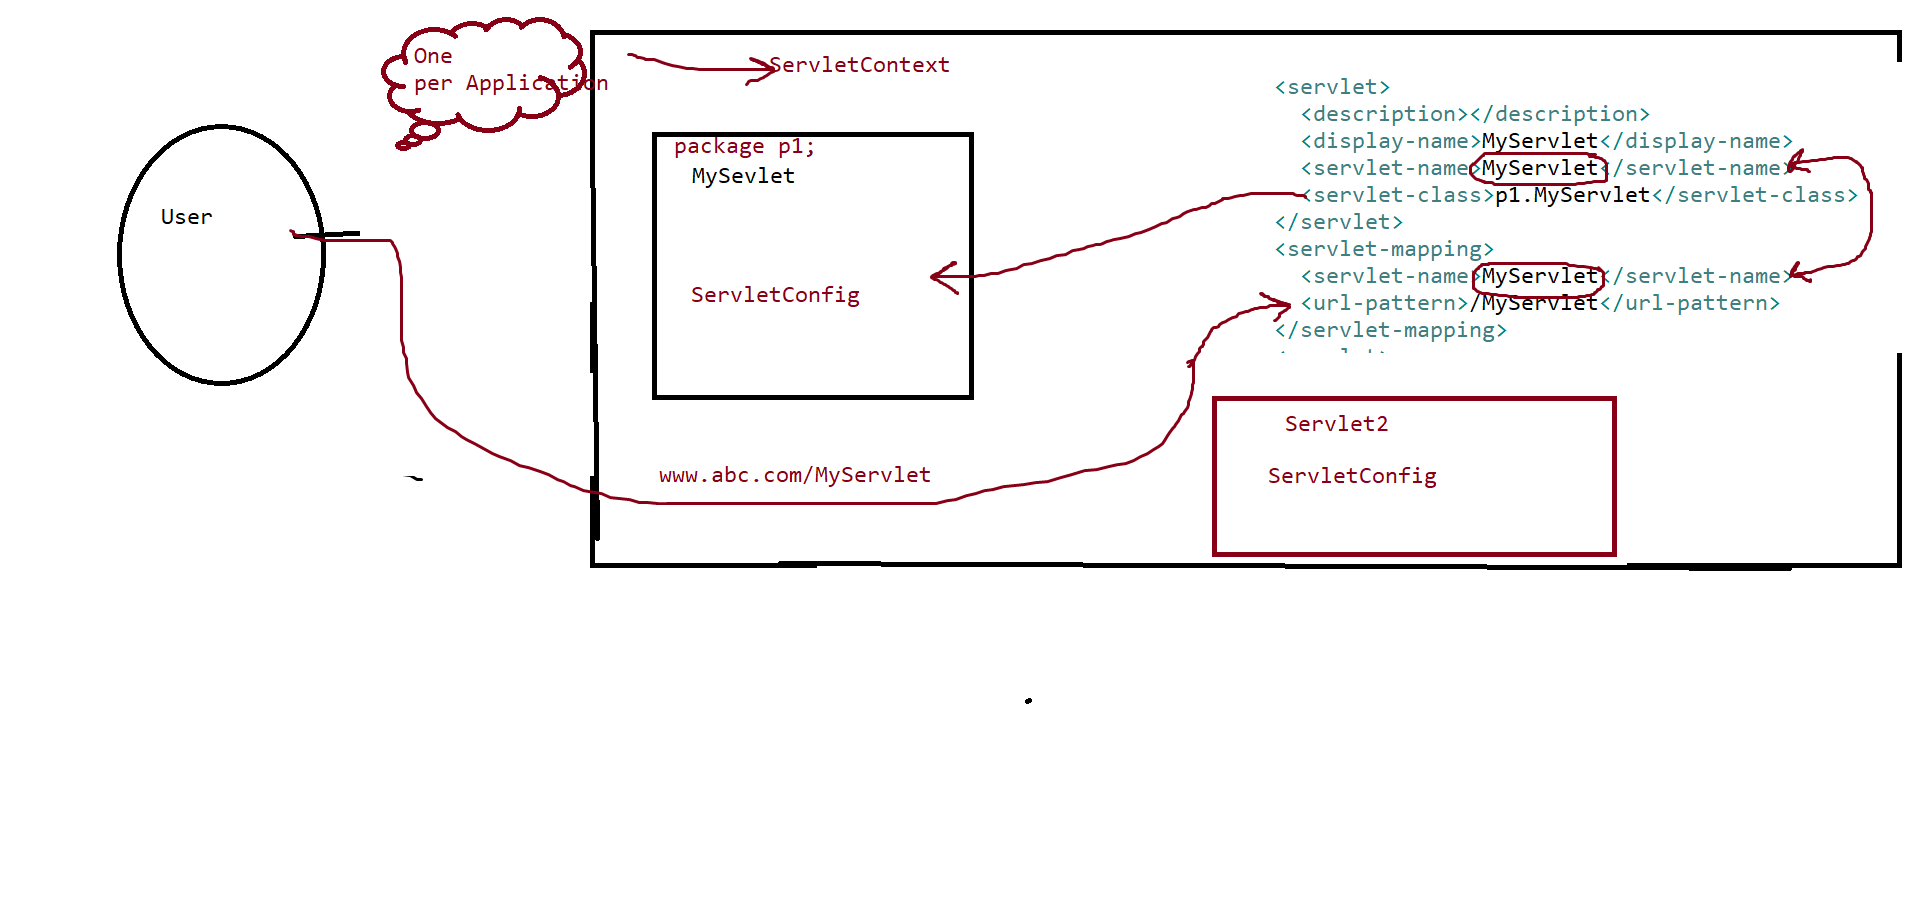 One
per Application
ServletContext
User
package p1;
MySevlet
ServletConfig
www.abc.com/MyServlet
<servlet>
<description></description>
<display-name>MyServlet</display-name>
<servlet-name>MyServlet</servlet-name>
<servlet-class>p1.MyServlet</servlet-class>
</servlet>
<servlet-mapping>
<servlet-name>MyServlet</servlet-name>
<url-pattern>/MyServlet</url-pattern>
</servlet-mapping>
Servlet2
ServletConfig